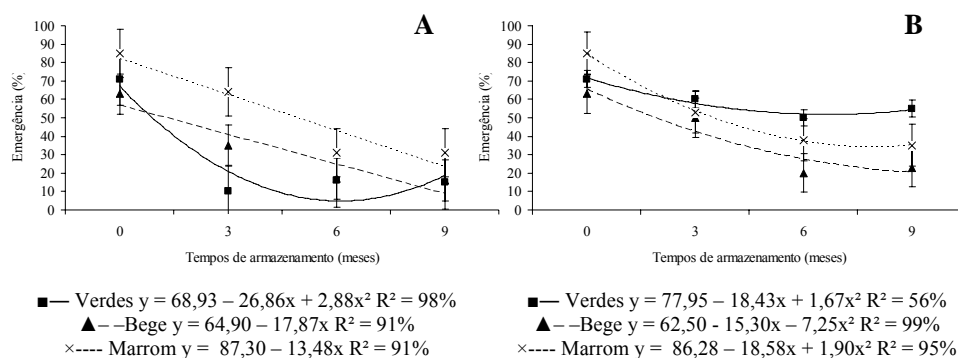 A
B
Emergência (%)
100
90
80
70
60
50
40
30
20
10
0
0 3 6 9
Tempos de armazenamento (meses)
Emergência (%)
100
90
80
70
60
50
40
30
20
10
0
0 3 6 9
Tempos de armazenamento (meses)
Verdes y = 68,93 – 26,86x + 2,88x² R² = 98%
Bege y = 64,90 – 17,87x R² = 91%
Marrom y = 87,30 – 13,48x R² = 91%
Verdes y = 77,95 – 18,43x + 1,67x² R² = 56%
Bege y = 62,50 - 15,30x – 7,25x² R² = 99%
Marrom y = 86,28 – 18,58x + 1,90x² R² = 95%